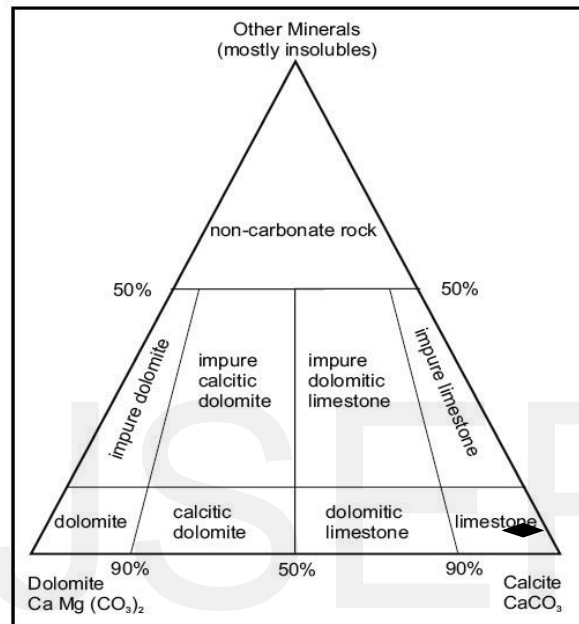 Other Minerals
(mostly insolubles)
non-carbonate rock
50%
50%
impure dolomite
impure
calcitic
dolomite
impure
dolomitic
limestone
impure limestone
dolomite
calcitic
dolomite
dolomitic
limestone
limestone
90%
50%
90%
Dolomite
Ca Mg (CO₃)₂
Calcite
CaCO₃
JSER